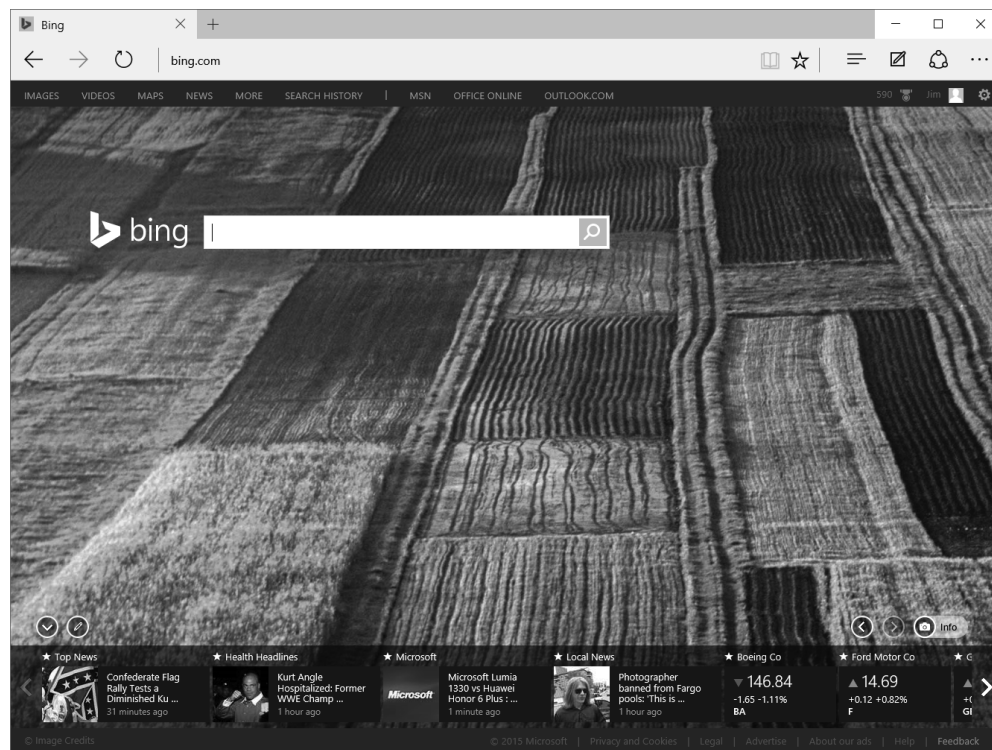 Bing
bing.com
IMAGES VIDEOS MAPS NEWS MORE SEARCH HISTORY | MSN OFFICE ONLINE OUTLOOK.COM 590 Jim
bing
Info
Top News
Confederate Flag
Rally Tests a
Diminished Ku ...
31 minutes ago
Health Headlines
Kurt Angle
Hospitalized: Former
WWE Champ ...
1 hour ago
Microsoft
Microsoft
Microsoft Lumia
1330 vs Huawei
Honor 6 Plus : ...
1 minute ago
Local News
Photographer
banned from Fargo
pools: 'This is ...
1 hour ago
Boeing Co
146.84
-1.65 -1.11%
BA
Ford Motor Co
14.69
+0.12 +0.82%
F
G
© Image Credits
© 2015 Microsoft | Privacy and Cookies | Legal | Advertise | About our ads | Help | Feedback